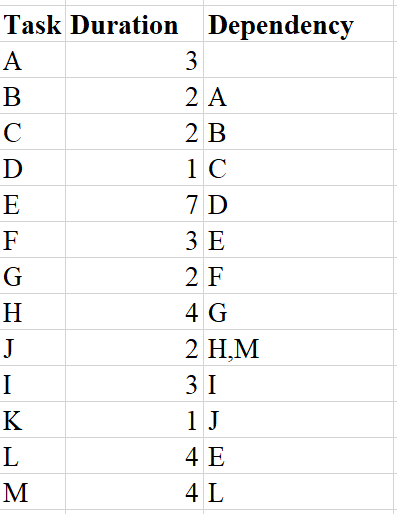 Task Duration Dependency
A 3
B 2 A
C 2 B
D 1 C
E 7 D
F 3 E
G 2 F
H 4 G
J 2 H,M
I 3 I
K 1 J
L 4 E
M 4 L